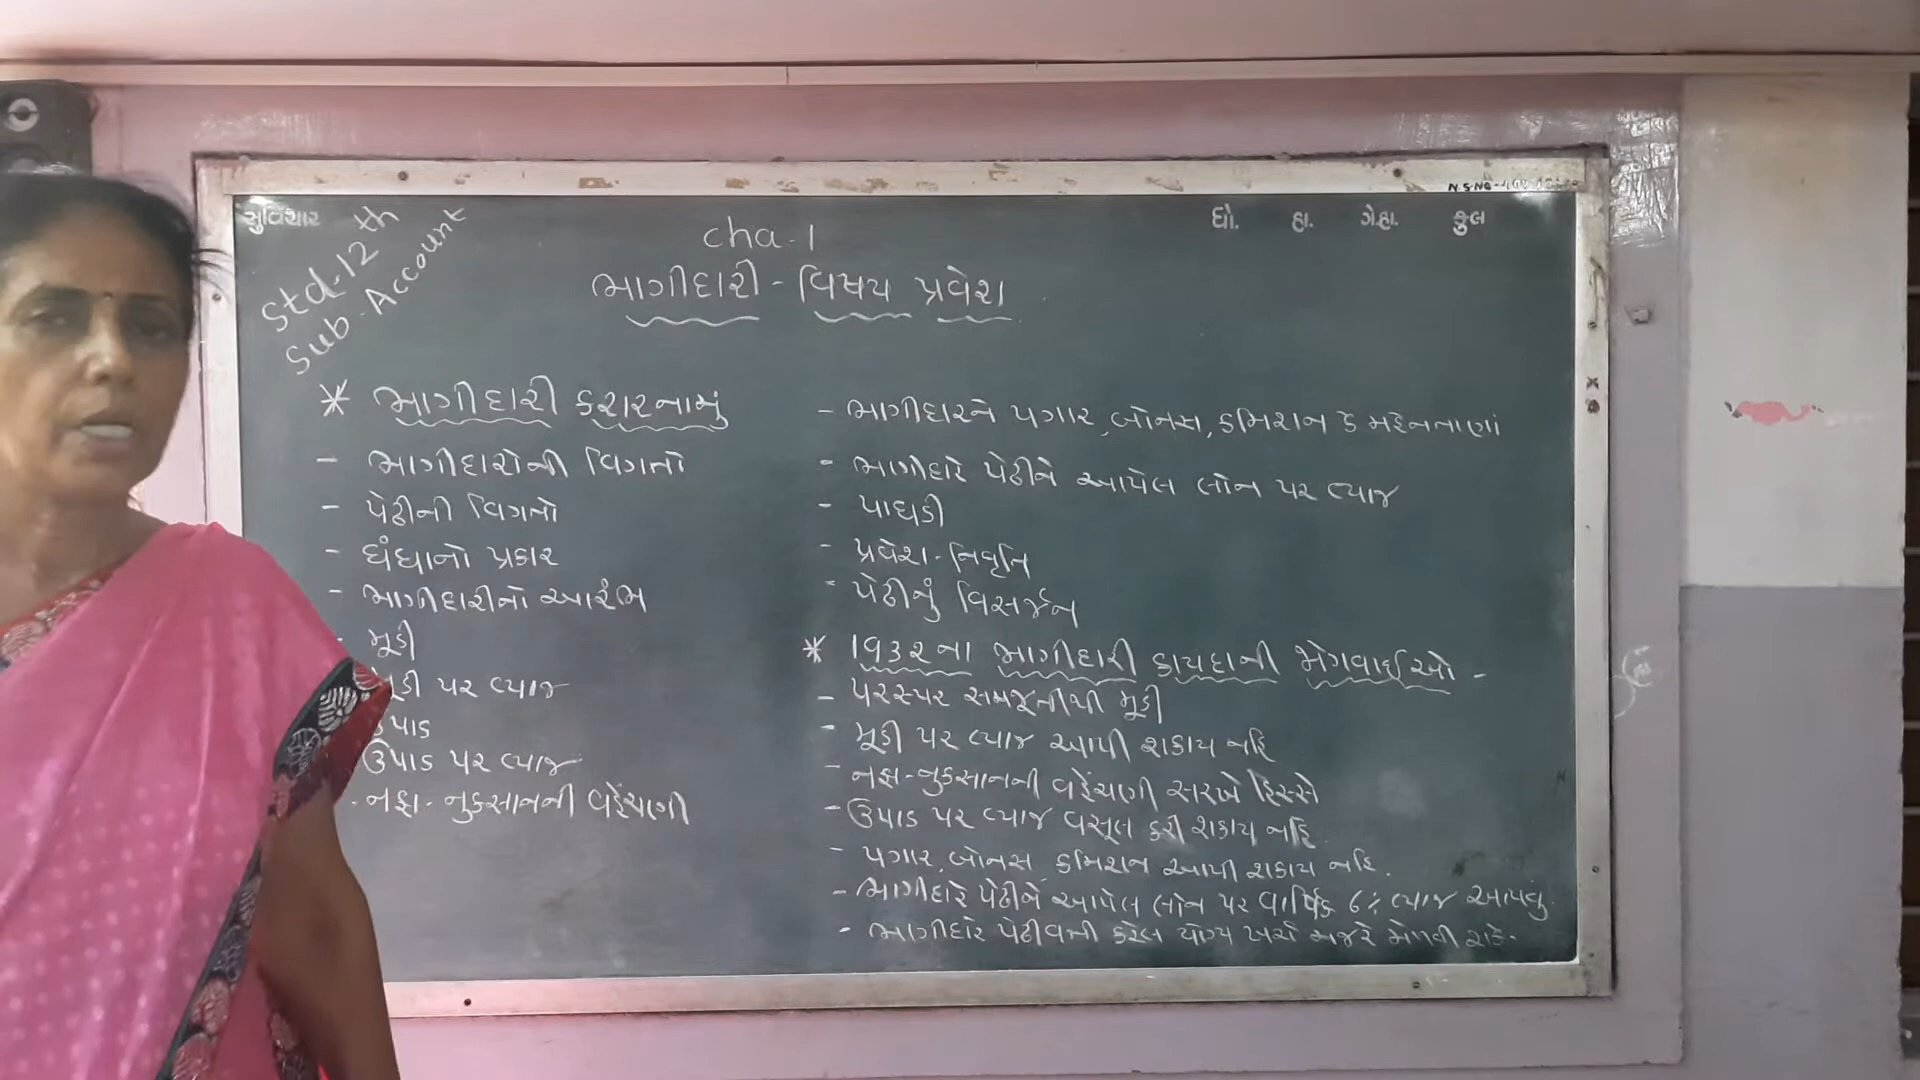 સુવિચાર
ઘો. હા. ગે.હા. કુલ
Std-12 th
Sub-Account
cha-1
ભાગીદારી - વિષય પ્રવેશ
* ભાગીદારી કરારનામું
- ભાગીદારોની વિગતો
- પેઢીની વિગતો
- ધંધાનો પ્રકાર
- ભાગીદારીનો આરંભ
- મૂડી
મૂડી પર વ્યાજ
ઉપાડ
ઉપાડ પર વ્યાજ
- નફા-નુકસાનની વહેંચણી
- ભાગીદારને પગાર, બોનસ, કમિશન કે મહેનતાણાં
- ભાગીદારે પેઢીને આપેલ લોન પર વ્યાજ
- પાઘડી
- પ્રવેશ-નિવૃત્તિ
- પેઢીનું વિસર્જન
* 1932ના ભાગીદારી કાયદાની જોગવાઈઓ -
- પરસ્પર સમજૂતીથી મૂડી
- મૂડી પર વ્યાજ આપી શકાય નહિ
- નફા-નુકસાનની વહેંચણી સરખે હિસ્સે
- ઉપાડ પર વ્યાજ વસૂલ કરી શકાય નહિ.
- પગાર, બોનસ, કમિશન આપી શકાય નહિ.
- ભાગીદારે પેઢીને આપેલ લોન પર વાર્ષિક ૬% વ્યાજ આપવું.
- ભાગીદાર પેઢીવતી કરેલ યોગ્ય ખર્ચ મજરે મેળવી શકે.